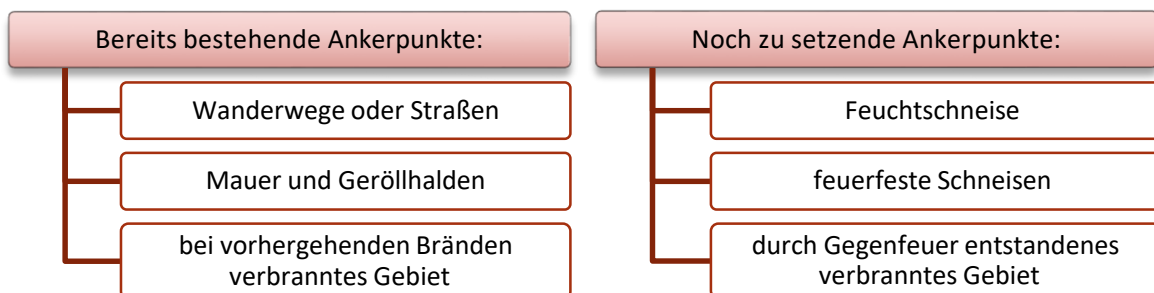 Bereits bestehende Ankerpunkte:
Wanderwege oder Straßen
Mauer und Geröllhalden
bei vorhergehenden Bränden
verbranntes Gebiet
Noch zu setzende Ankerpunkte:
Feuchtschneise
feuerfeste Schneisen
durch Gegenfeuer entstandenes
verbranntes Gebiet